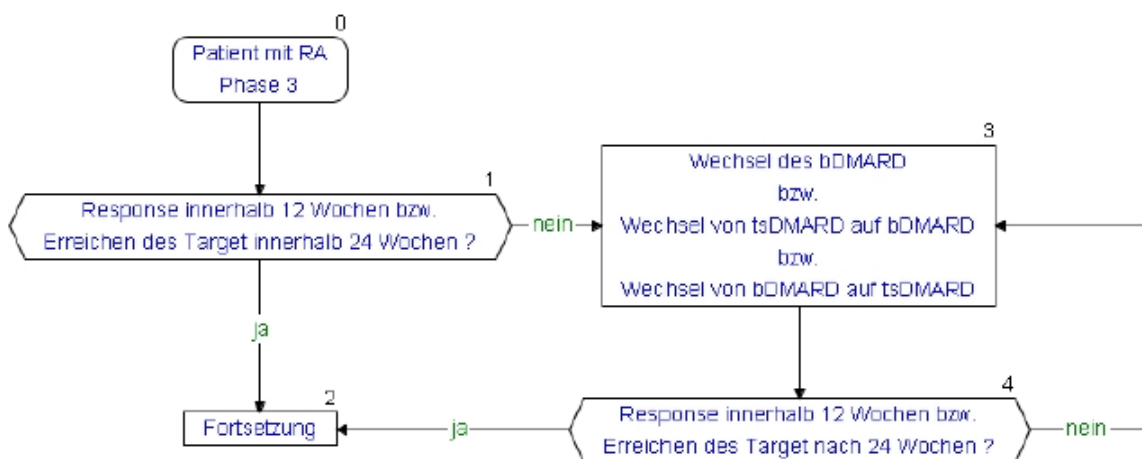 0
Patient mit RA
Phase 3
1
Response innerhalb 12 Wochen bzw.
Erreichen des Target innerhalb 24 Wochen ?
nein
3
Wechsel des bDMARD
bzw.
Wechsel von tsDMARD auf bDMARD
bzw.
Wechsel von bDMARD auf tsDMARD
ja
2
Fortsetzung
ja
4
Response innerhalb 12 Wochen bzw.
Erreichen des Target nach 24 Wochen ?
nein